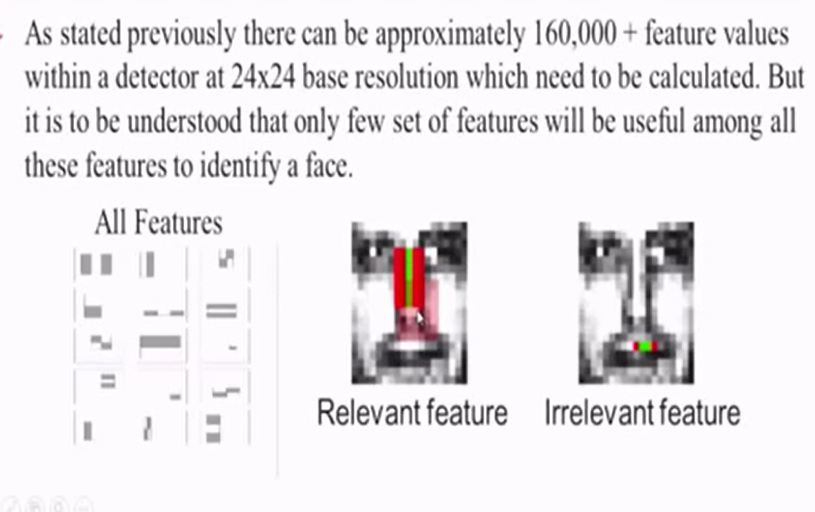 As stated previously there can be approximately 160,000 + feature values
within a detector at 24x24 base resolution which need to be calculated. But
it is to be understood that only few set of features will be useful among all
these features to identify a face.
All Features
Relevant feature
Irrelevant feature